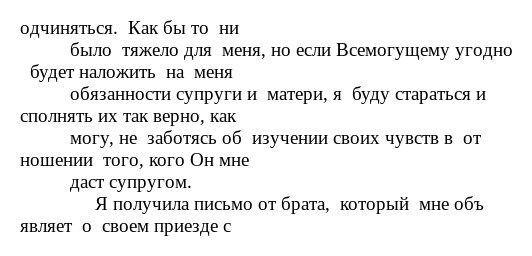 одчиняться. Как бы то ни
было тяжело для меня, но если Всемогущему угодно
будет наложить на меня
обязанности супруги и матери, я буду стараться и
сполнять их так верно, как
могу, не заботясь об изучении своих чувств в от
ношении того, кого Он мне
даст супругом.
Я получила письмо от брата, который мне объ
являет о своем приезде с